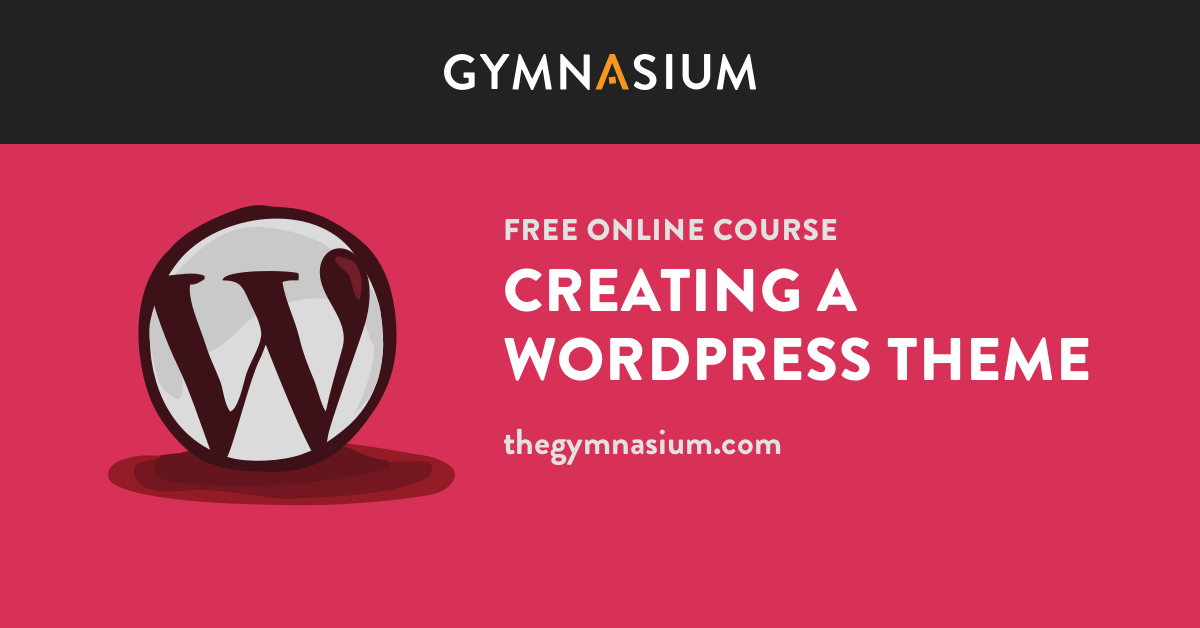 GYMNASIUM
FREE ONLINE COURSE
CREATING A
WORDPRESS THEME
thegymnasium.com
W